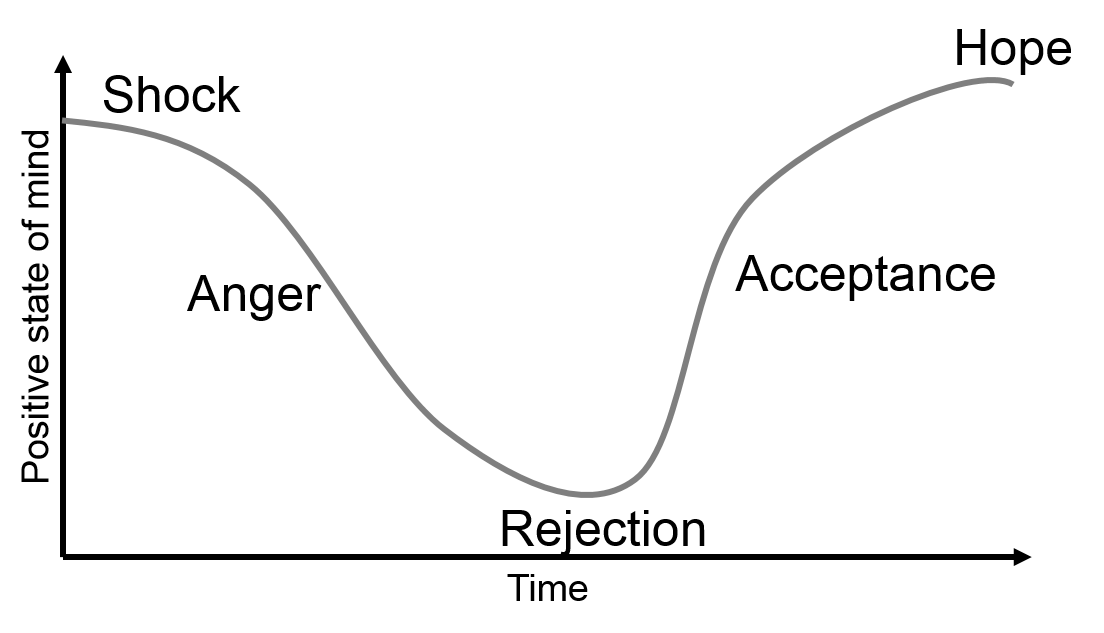 Hope
Shock
Positive state of mind
Anger
Acceptance
Rejection
Time